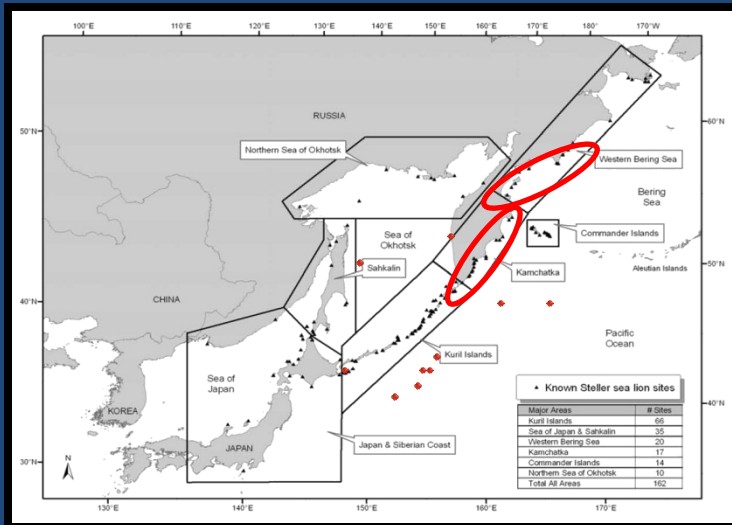 100°E 110°E 120°E 130°E 140°E 150°E 160°E 170°E 180° 170°W
RUSSIA
50°N
60°N
Northern Sea of Okhotsk
Western Bering Sea
Bering
Sea
Sea of
Okhotsk
Commander Islands
Sahkalin
Kamchatka
50°N
Aleutian Islands
CHINA
40°N
Pacific
Ocean
Kuril Islands
Sea of
Japan
Known Steller sea lion sites
KOREA
40°N
Major Areas # Sites
Kuril Islands 66
Sea of Japan & Sahkalin 35
Western Bering Sea 20
Kamchatka 17
Commander Islands 14
Northern Sea of Okhotsk 10
Total All Areas 162
JAPAN
Japan & Siberian Coast
N
30°N
130°E 140°E 150°E 160°E 170°E